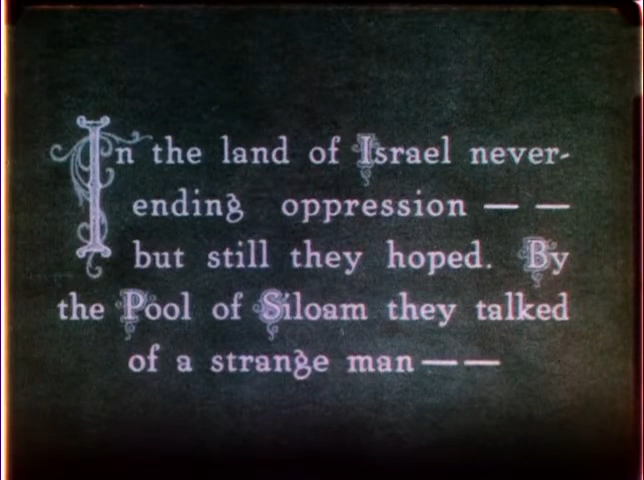 In the land of Israel never-
ending oppression — —
but still they hoped. By
the Pool of Siloam they talked
of a strange man — —